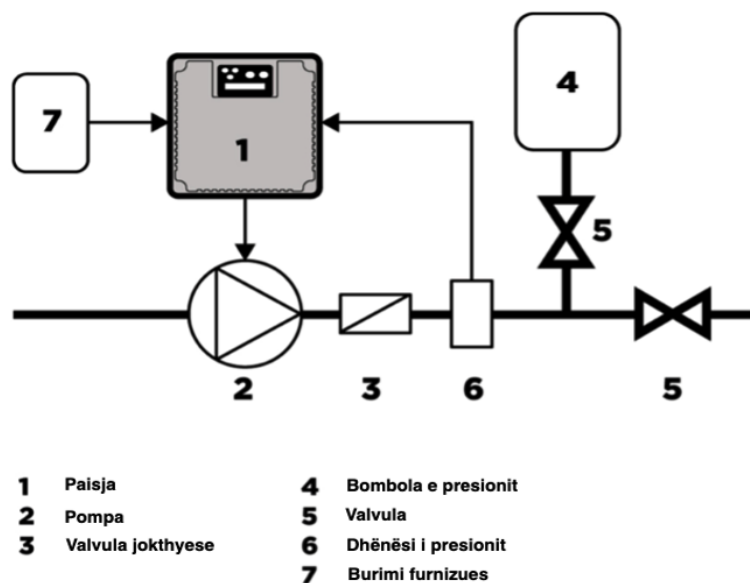 4
7
1
5
2
3
6
5
1 Paisja
2 Pompa
3 Valvula jokthyese
4 Bombola e presionit
5 Valvula
6 Dhënësi i presionit
7 Burimi furnizues